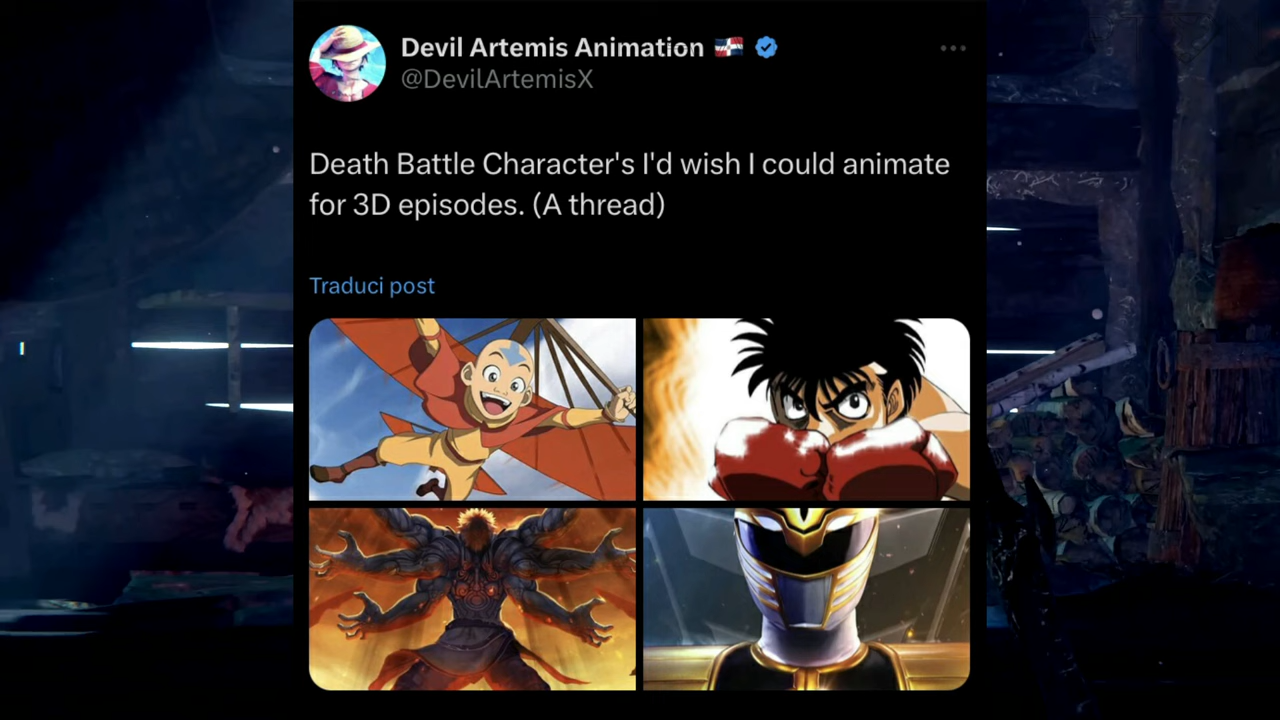 Devil Artemis Animation
@DevilArtemisX
Death Battle Character's I'd wish I could animate
for 3D episodes. (A thread)
Traduci post